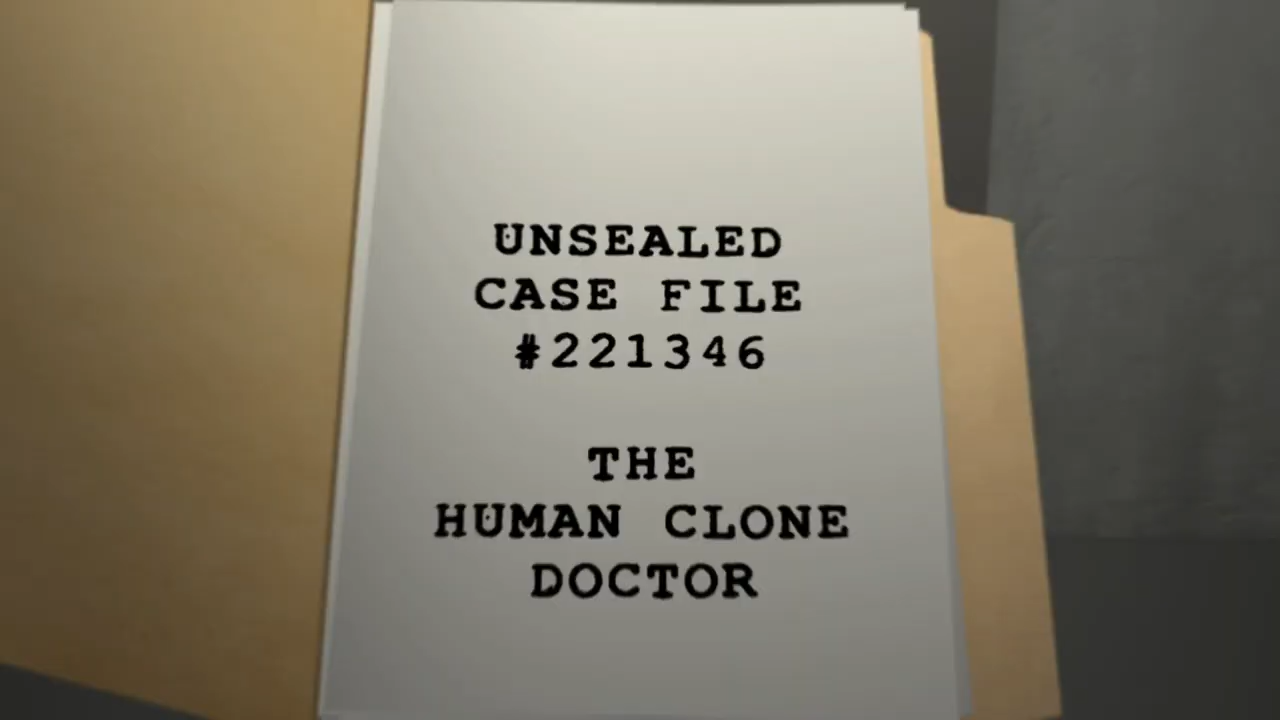 UNSEALED
CASE FILE
#221346
THE
HUMAN CLONE
DOCTOR